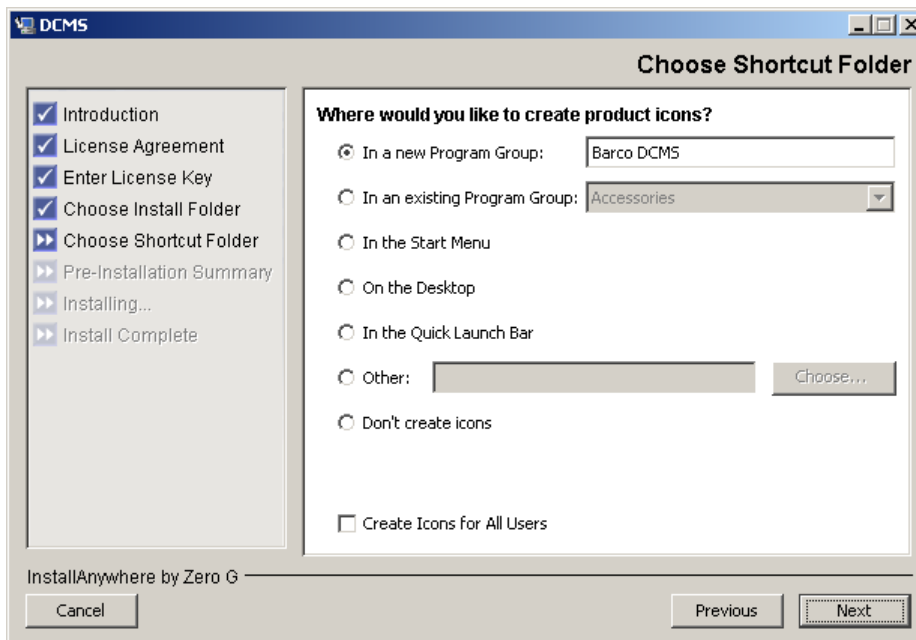 DCMS
Choose Shortcut Folder
Introduction
License Agreement
Enter License Key
Choose Install Folder
Choose Shortcut Folder
Pre-Installation Summary
Installing...
Install Complete
Where would you like to create product icons?
In a new Program Group: Barco DCMS
In an existing Program Group: Accessories
In the Start Menu
On the Desktop
In the Quick Launch Bar
Other: Choose...
Don't create icons
Create Icons for All Users
InstallAnywhere by Zero G
Cancel Previous Next